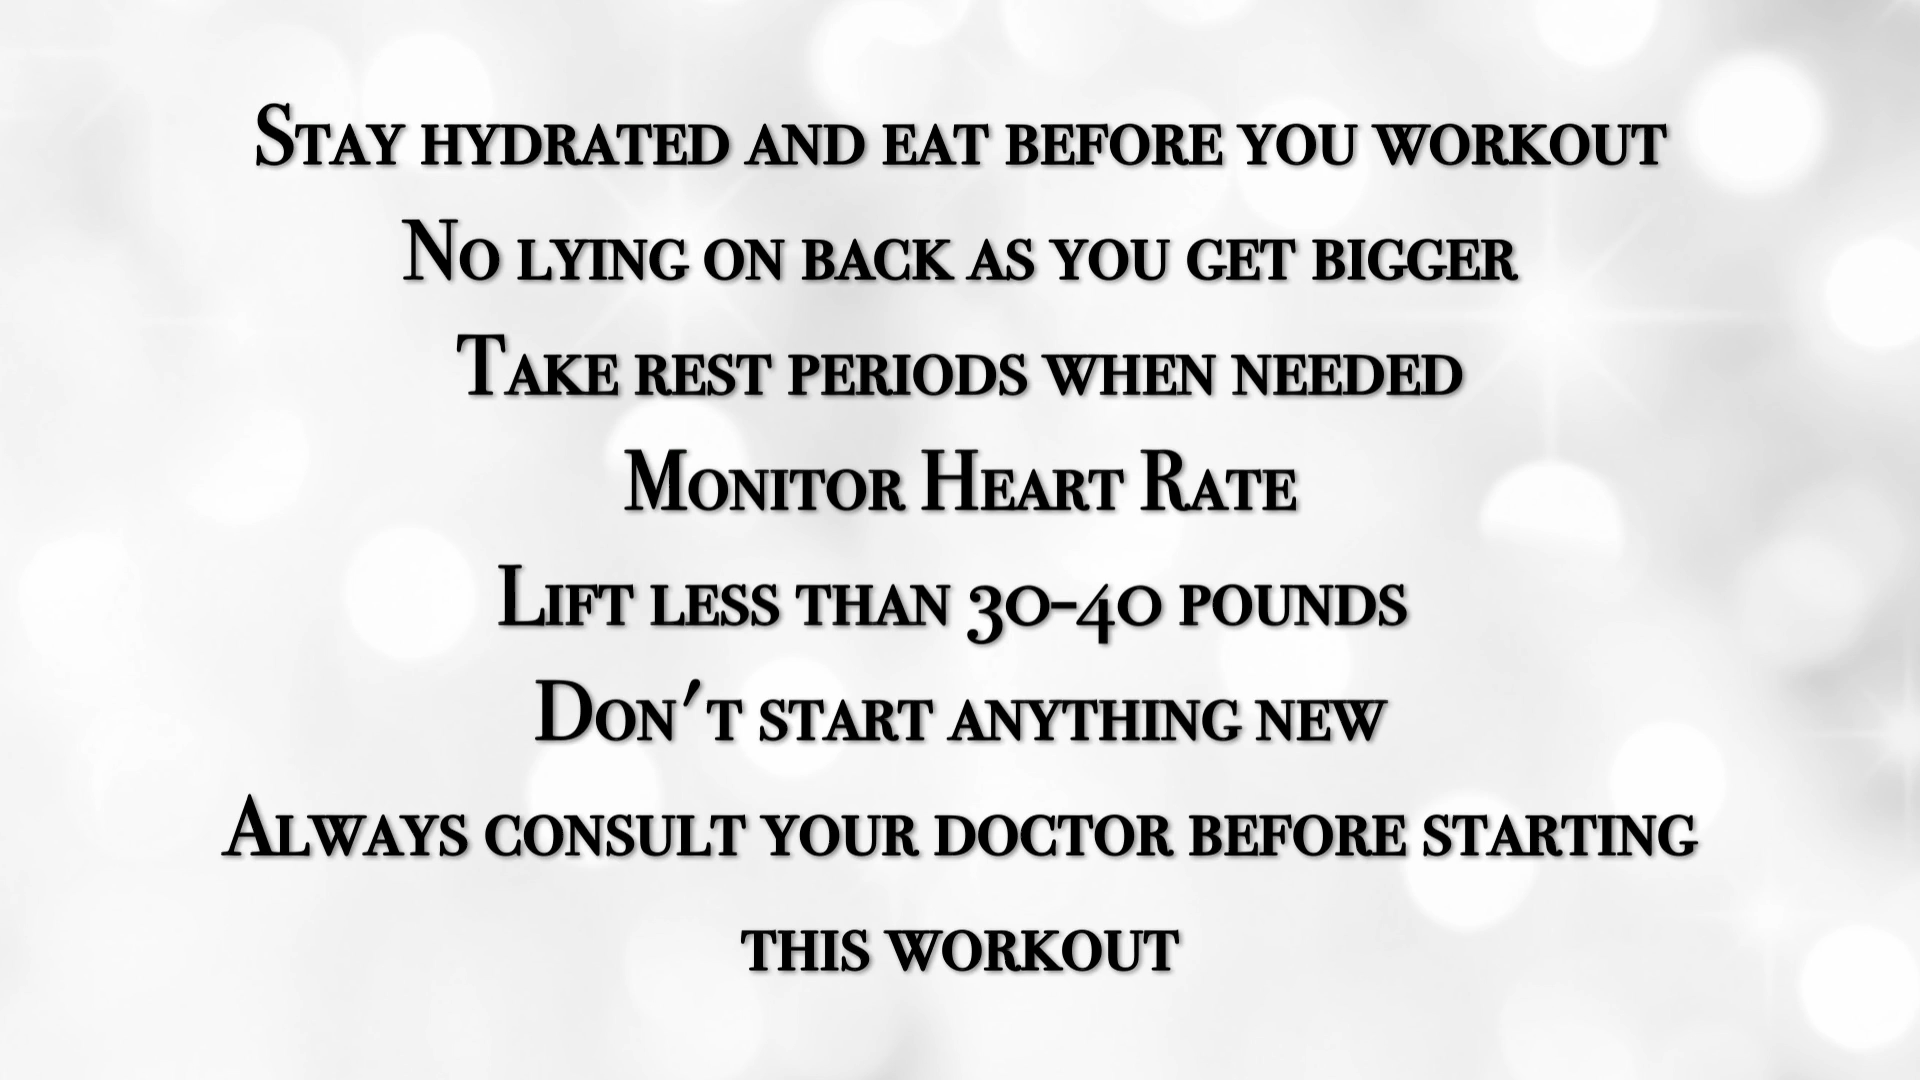 Stay hydrated and eat before you workout
No lying on back as you get bigger
Take rest periods when needed
Monitor Heart Rate
Lift less than 30-40 pounds
Don't start anything new
Always consult your doctor before starting
this workout